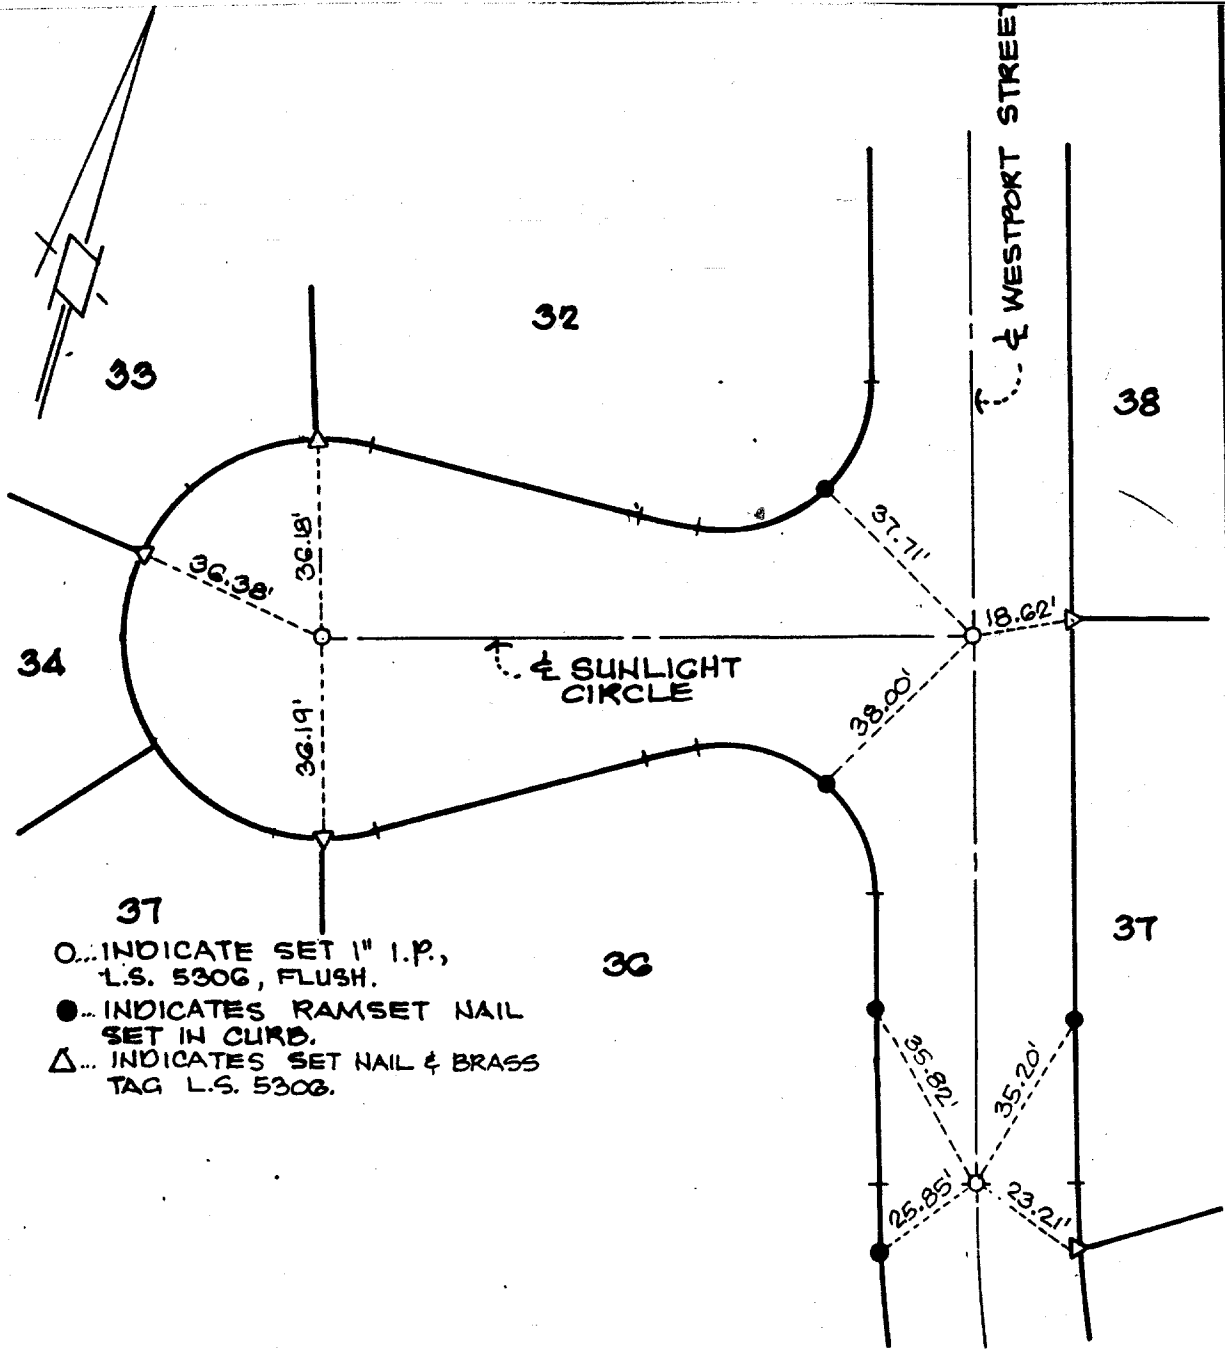 ℄ WESTPORT STREET
32
33
38
37.71'
36.18'
36.38'
18.62'
34
℄ SUNLIGHT
CIRCLE
38.00'
36.19'
37
O... INDICATE SET 1" I.P.,
L.S. 5306, FLUSH.
●... INDICATES RAMSET NAIL
SET IN CURB.
△... INDICATES SET NAIL & BRASS
TAG L.S. 5306.
36
37
35.82'
35.20'
25.85'
23.21'